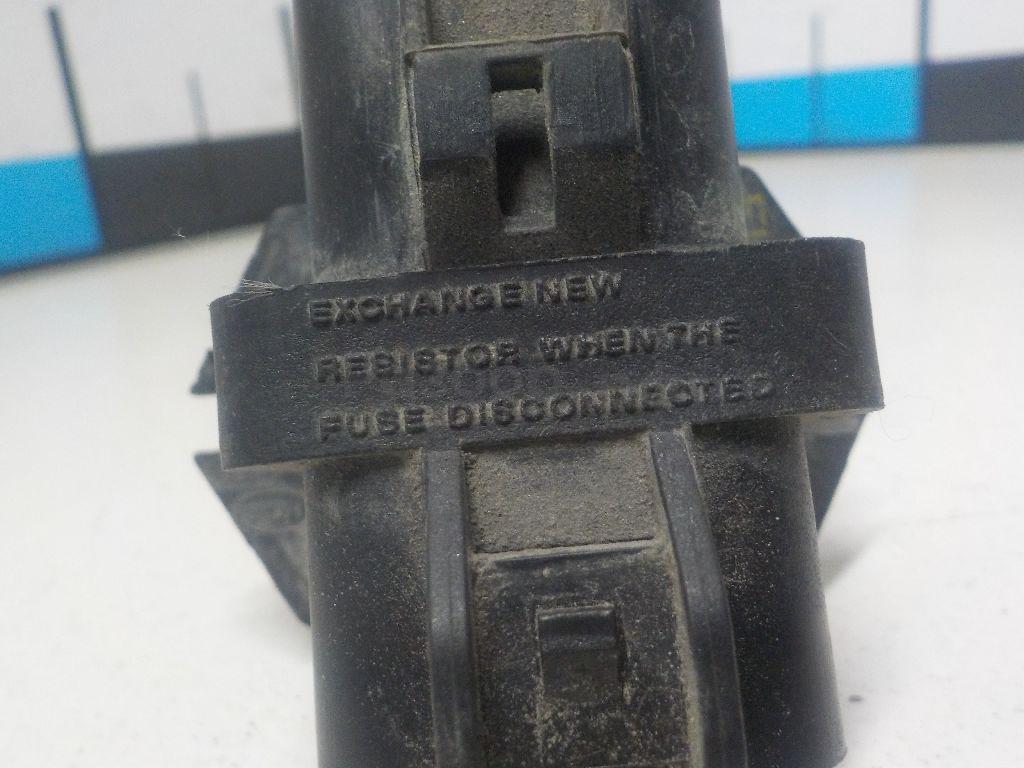 EXCHANGE NEW
RESISTOR WHEN THE
FUSE DISCONNECTED